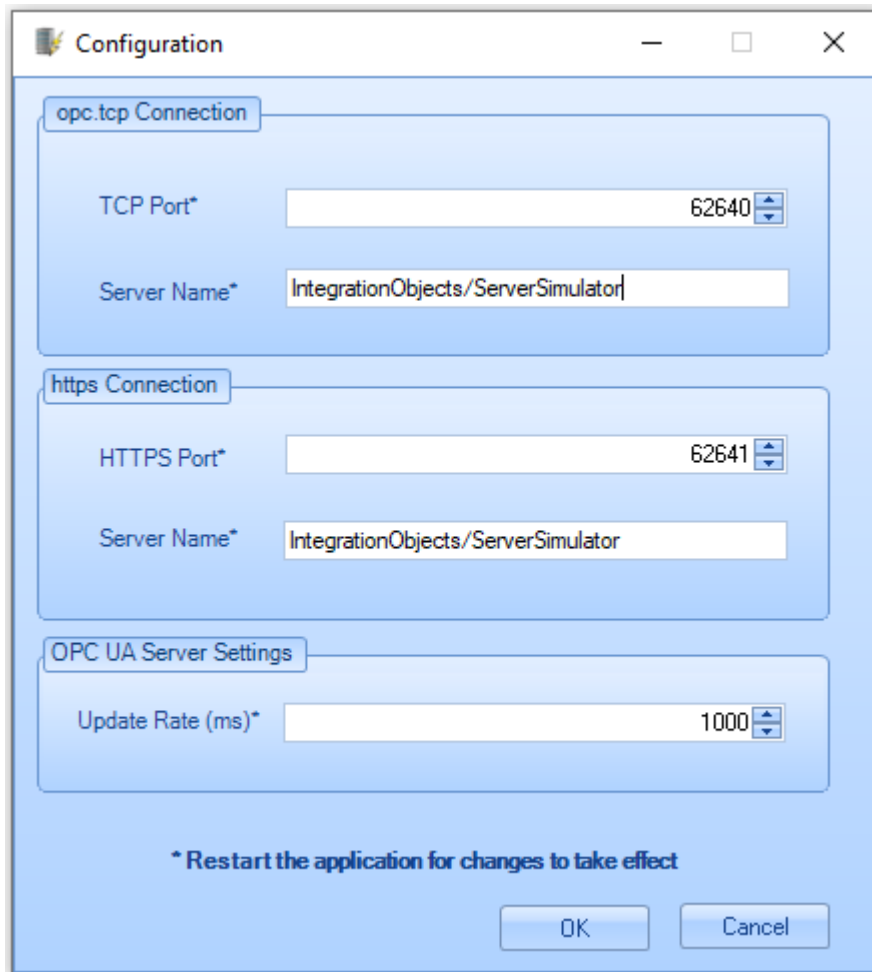 Configuration
opc.tcp Connection
TCP Port* 62640
Server Name* IntegrationObjects/ServerSimulator
https Connection
HTTPS Port* 62641
Server Name* IntegrationObjects/ServerSimulator
OPC UA Server Settings
Update Rate (ms)* 1000
* Restart the application for changes to take effect
OK Cancel